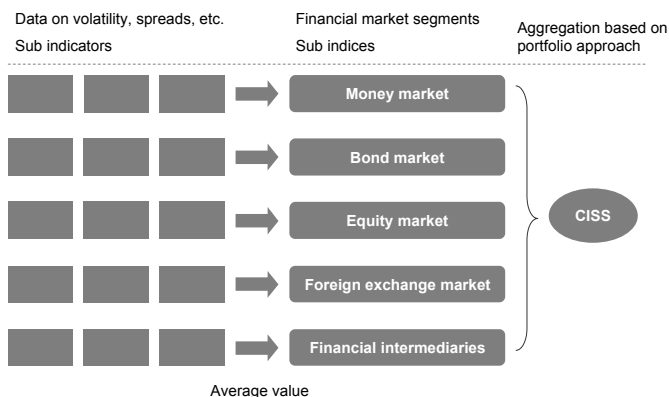 Data on volatility, spreads, etc.
Sub indicators
Financial market segments
Sub indices
Aggregation based on
portfolio approach
Money market
Bond market
Equity market
Foreign exchange market
Financial intermediaries
CISS
Average value